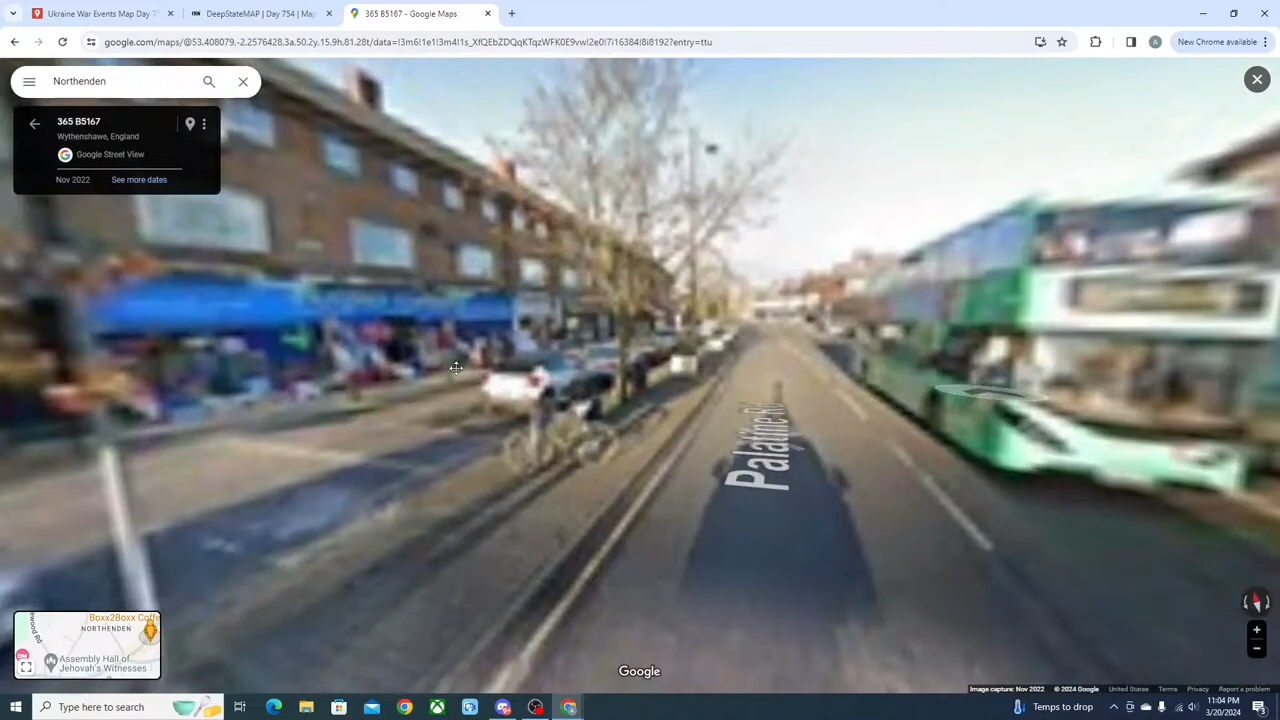 Ukraine War Events Map Day 7
DeepStateMAP | Day 754 | Map
365 B5167 - Google Maps
google.com/maps/@53.408079,-2.2576428,3a,50.2y,15.9h,81.28t/data=!3m6!1e1!3m4!1s_XfQEbZDQqKTqzWFK0E9vwI!2e0!7i16384!8i8192?entry=ttu
New Chrome available
Northenden
365 B5167
Wythenshawe, England
Google Street View
Nov 2022 See more dates
Palatine Rd
Boxx2Boxx Coffe
NORTHENDEN
ewood Rd
Assembly Hall of
Jehovah's Witnesses
Google
Image capture: Nov 2022 © 2024 Google United States Terms Privacy Report a problem
Type here to search
Temps to drop
11:04 PM
3/20/2024